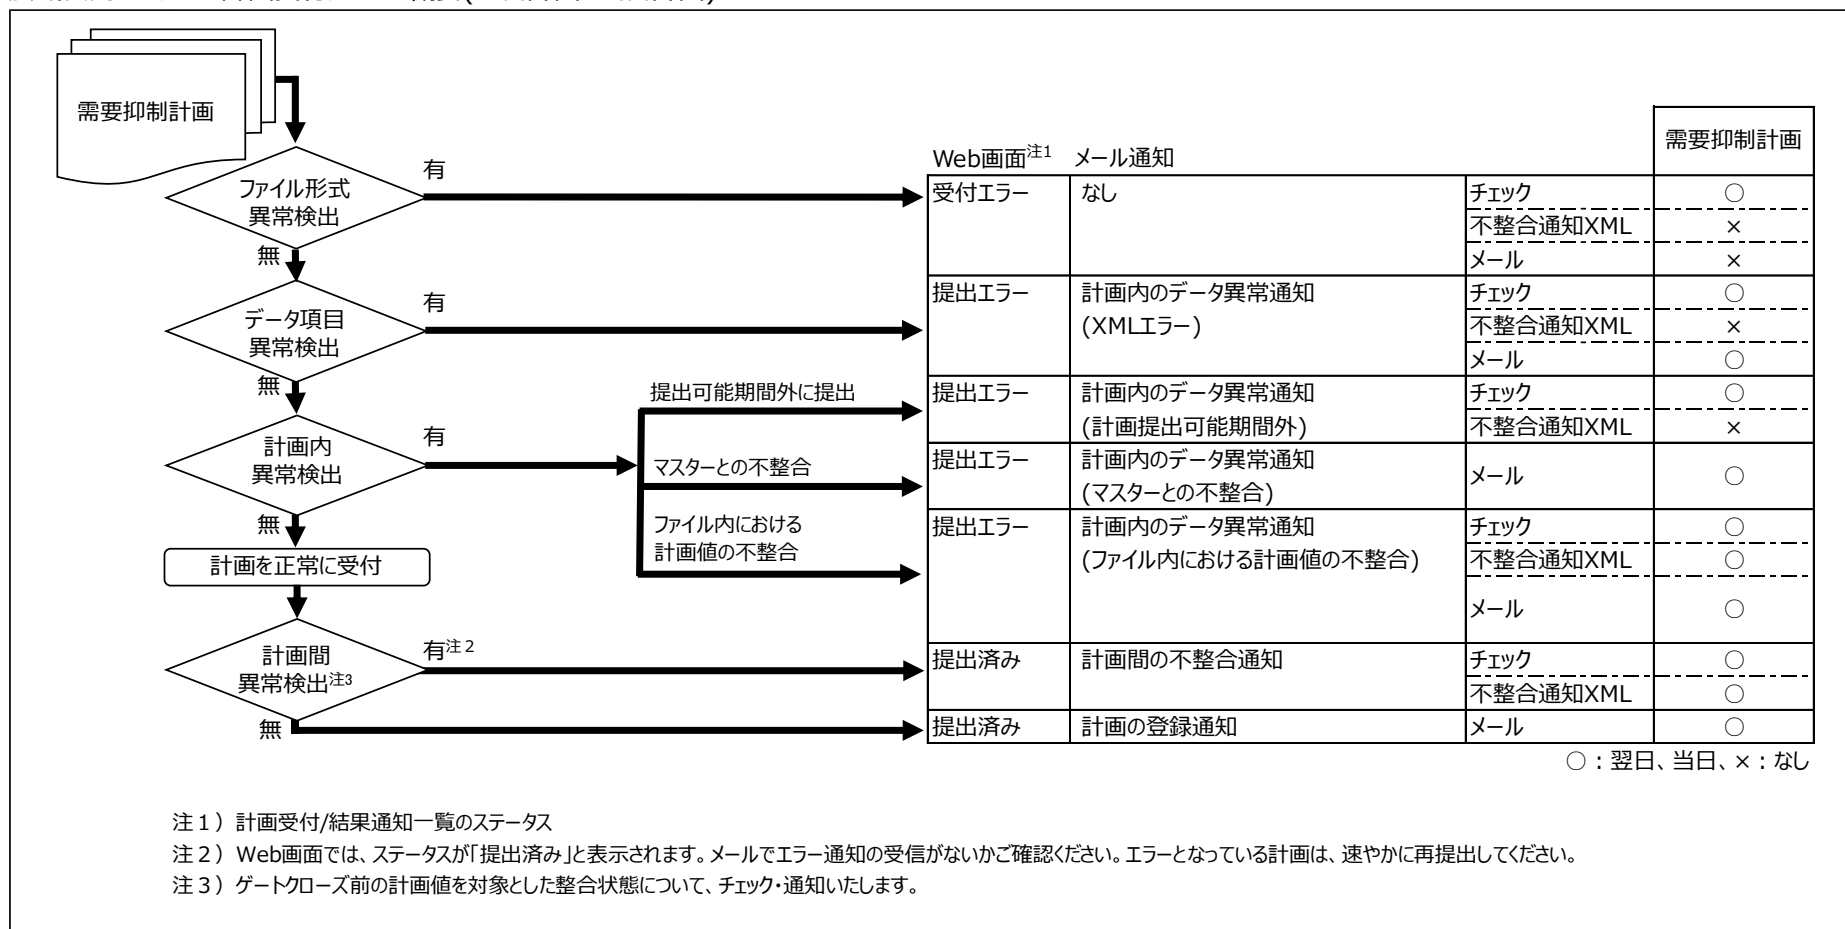 需要抑制計画
ファイル形式
異常検出
有
無
データ項目
異常検出
有
無
計画内
異常検出
有
無
提出可能期間外に提出
マスターとの不整合
ファイル内における
計画値の不整合
計画を正常に受付
計画間
異常検出注3
有注2
無
Web画面注1 メール通知 需要抑制計画
受付エラー なし チェック ○
不整合通知XML ×
メール ×
提出エラー 計画内のデータ異常通知 チェック ○
(XMLエラー) 不整合通知XML ×
メール ○
提出エラー 計画内のデータ異常通知 チェック ○
(計画提出可能期間外) 不整合通知XML ×
提出エラー 計画内のデータ異常通知
(マスターとの不整合)
メール ○
提出エラー 計画内のデータ異常通知 チェック ○
(ファイル内における計画値の不整合) 不整合通知XML ○
メール ○
提出済み 計画間の不整合通知 チェック ○
不整合通知XML ○
提出済み 計画の登録通知 メール ○
○：翌日、当日、×：なし
注１）計画受付/結果通知一覧のステータス
注２）Web画面では、ステータスが「提出済み」と表示されます。メールでエラー通知の受信がないかご確認ください。エラーとなっている計画は、速やかに再提出してください。
注３）ゲートクローズ前の計画値を対象とした整合状態について、チェック・通知いたします。